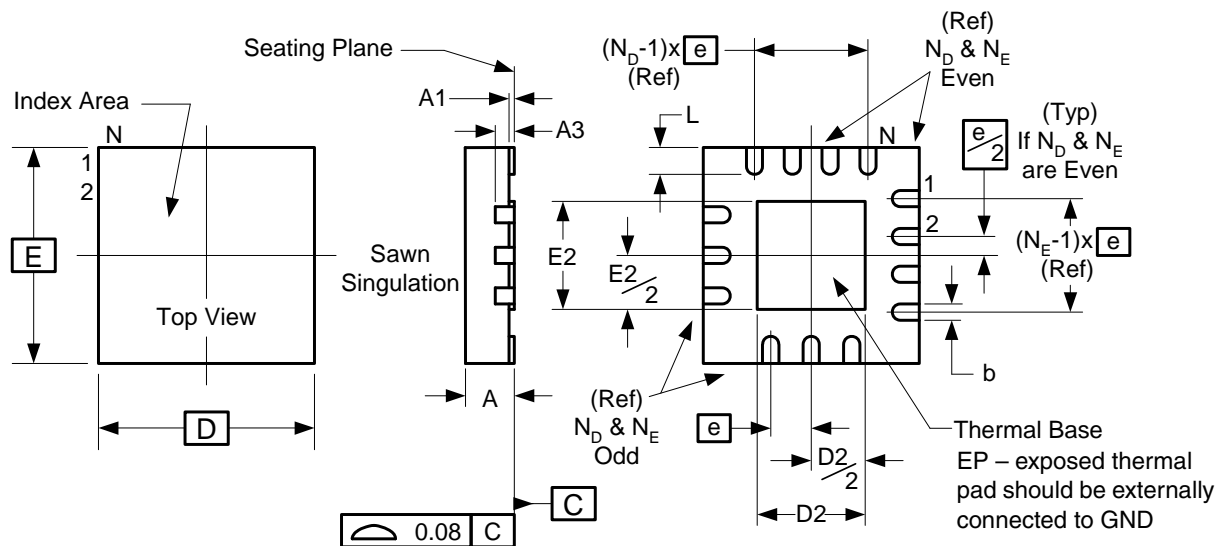 Seating Plane
Index Area
A1
A3
N
1
2
E
Top View
D
Sawn
Singulation
A
0.08 C
C
(N_D-1)x e
(Ref)
(Ref)
N_D & N_E
Even
L
N
e/2
(Typ)
If N_D & N_E
are Even
1
2
(N_E-1)x e
(Ref)
E2
E2/2
b
(Ref)
N_D & N_E
Odd
e
D2/2
D2
Thermal Base
EP – exposed thermal
pad should be externally
connected to GND